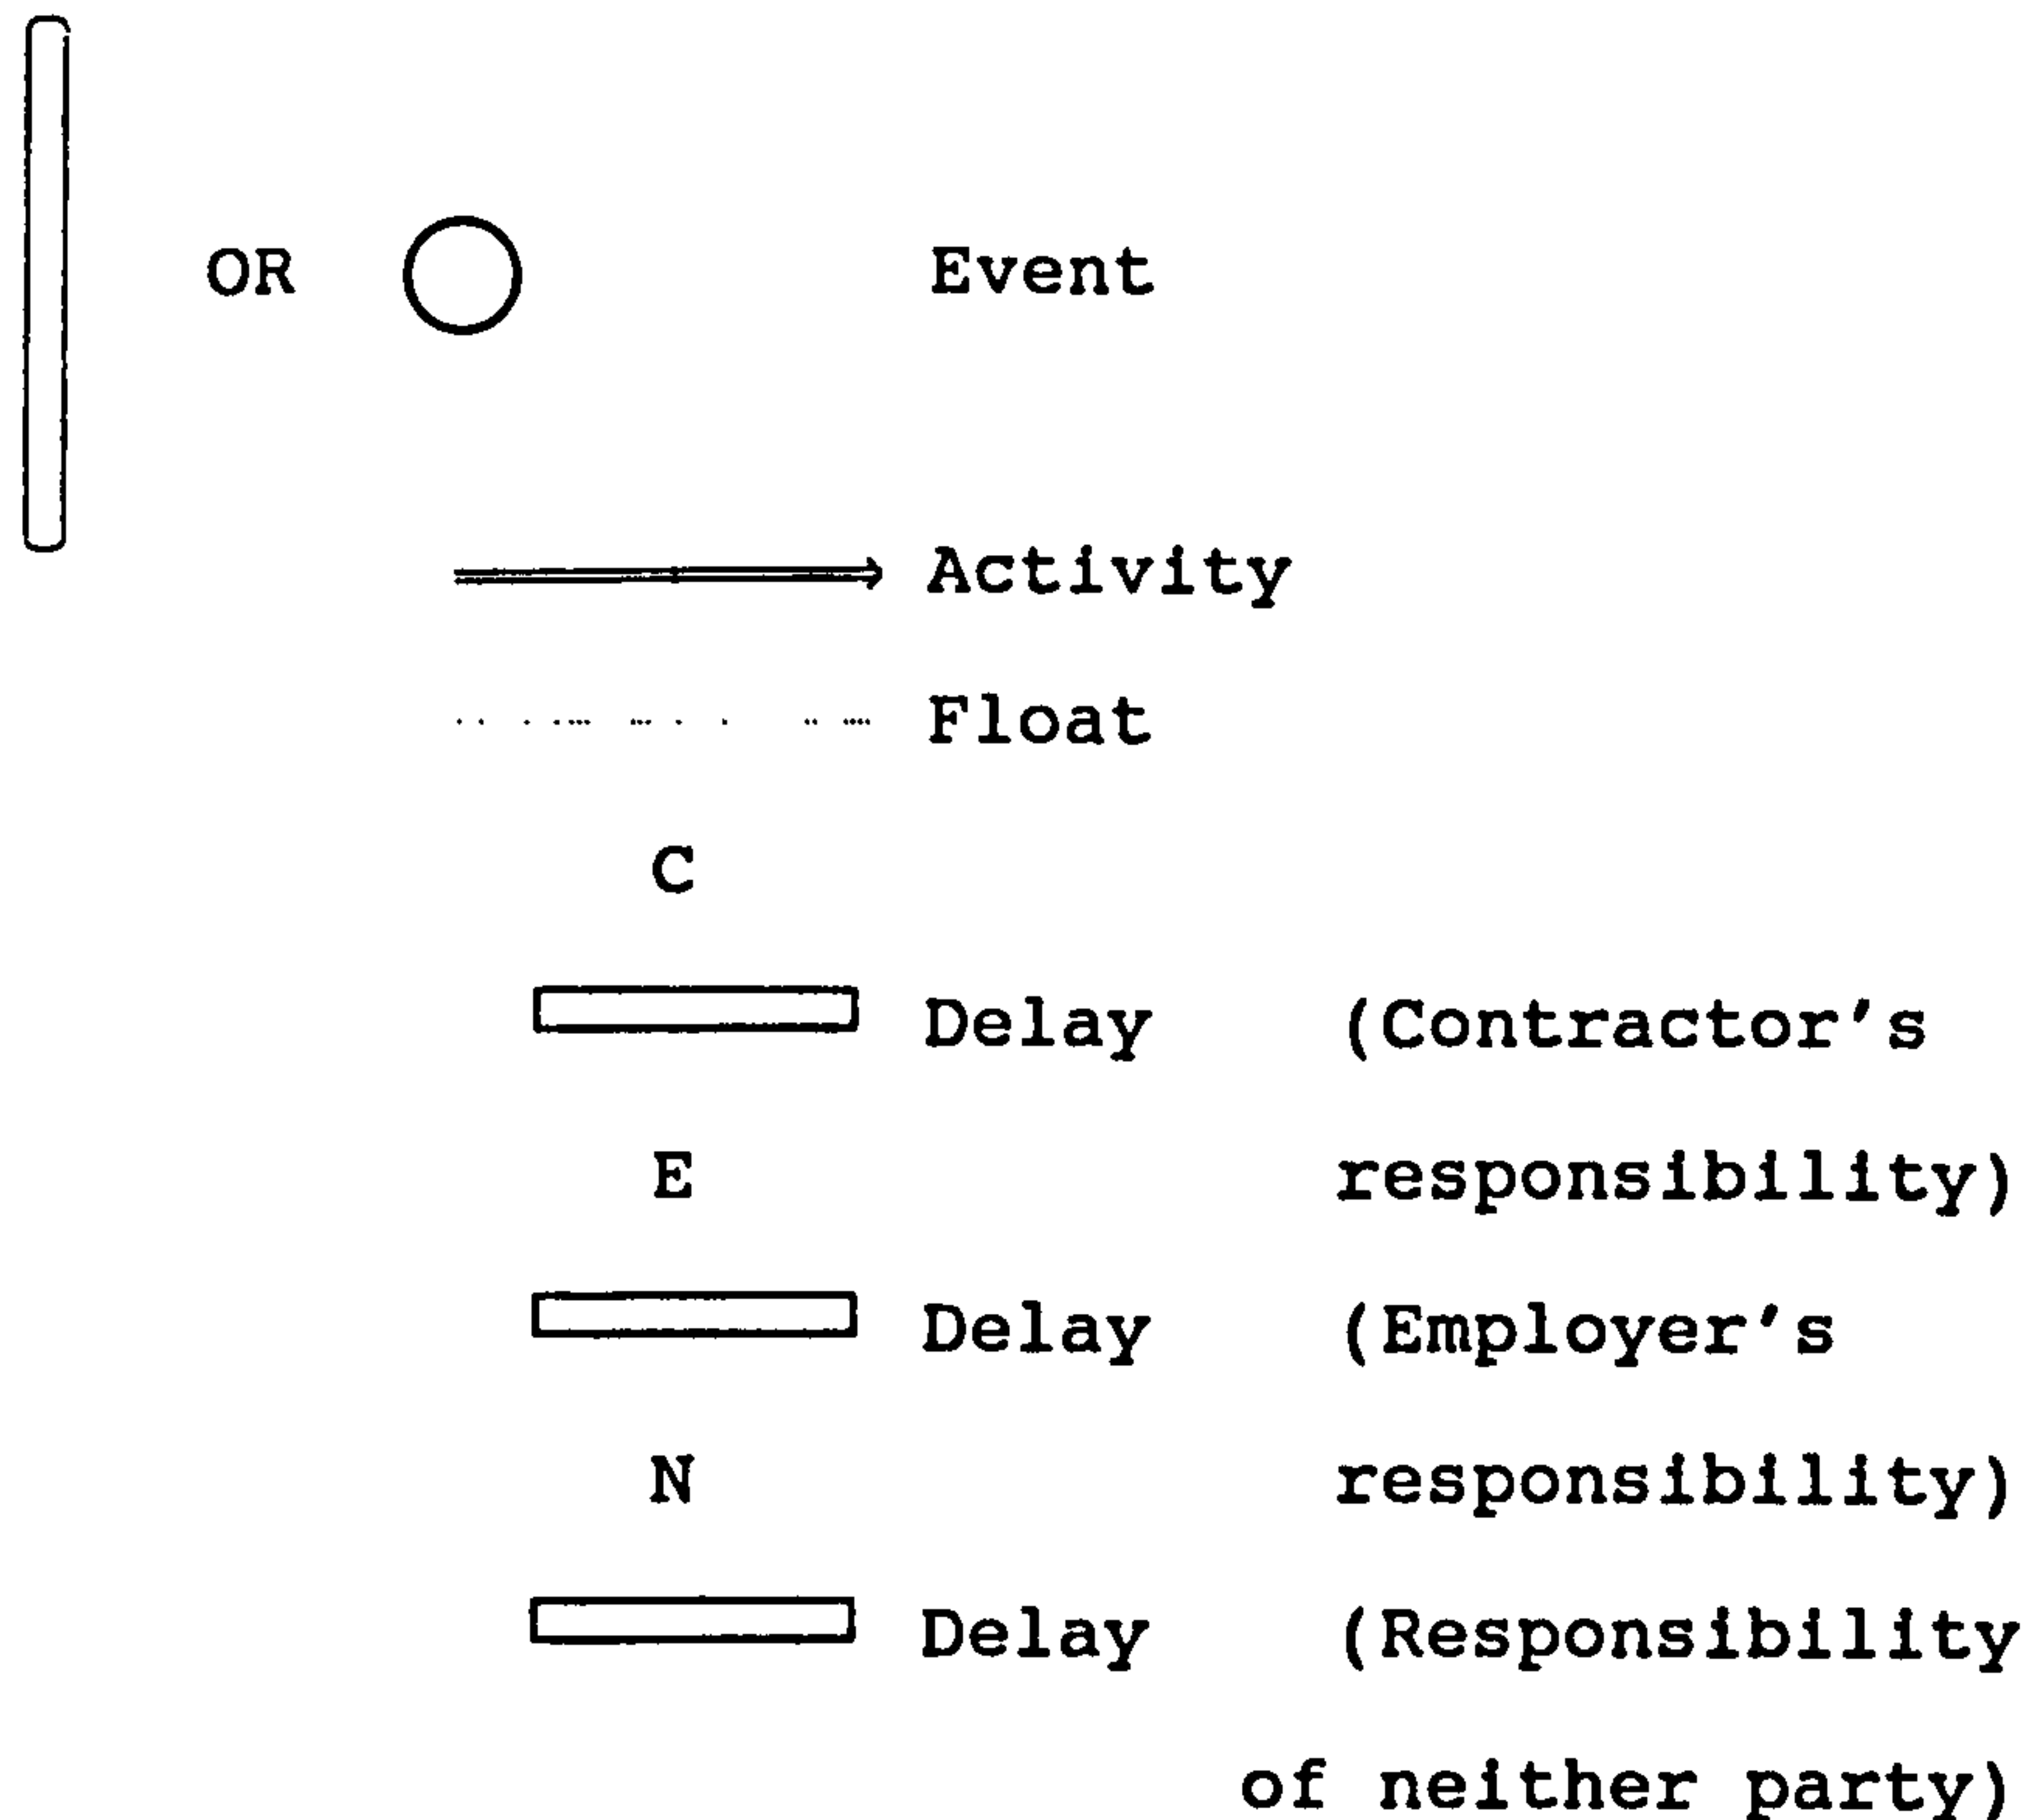 OR Event
Activity
Float
C
Delay (Contractor's
E responsibility)
Delay (Employer's
N responsibility)
Delay (Responsibility
of neither party)